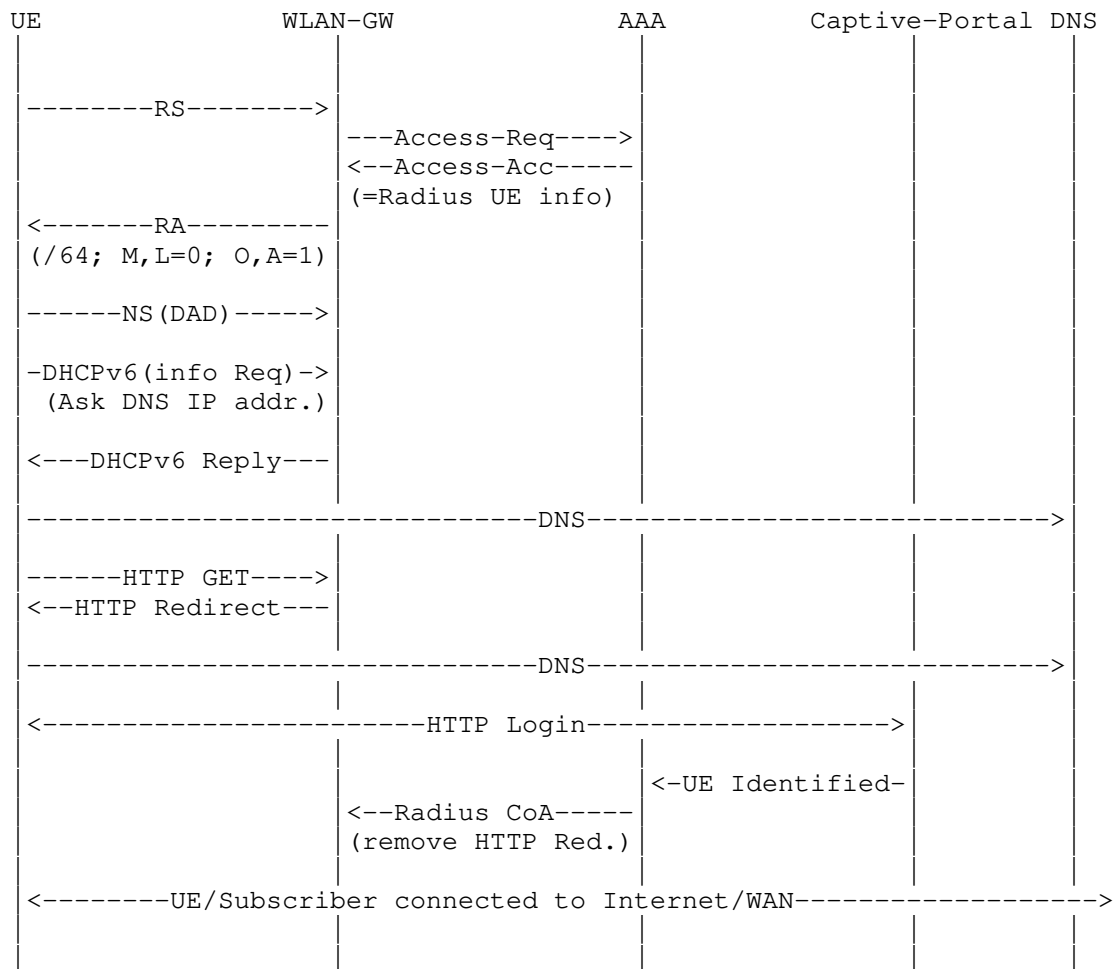 UE WLAN-GW AAA Captive-Portal DNS
|--------RS-------->|
|---Access-Req---->|
|<--Access-Acc-----|
|(=Radius UE info)|
|<-------RA---------|
|(/64; M,L=0; O,A=1)|
|------NS(DAD)----->|
|-DHCPv6(info Req)->|
|(Ask DNS IP addr.)|
|<---DHCPv6 Reply---|
|--------------------------------DNS----------------------------->|
|------HTTP GET---->|
|<--HTTP Redirect---|
|--------------------------------DNS----------------------------->|
|<------------------------HTTP Login------------------->|
|<-UE Identified-|
|<--Radius CoA-----|
|(remove HTTP Red.)|
|<--------UE/Subscriber connected to Internet/WAN------------------->